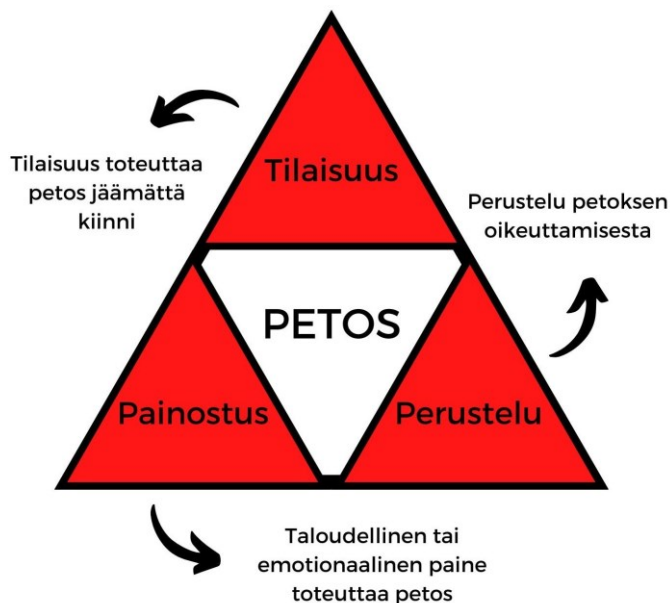 Tilaisuus
Tilaisuus toteuttaa
petos jäämättä
kiinni
Perustelu petoksen
oikeuttamisesta
PETOS
Painostus
Perustelu
Taloudellinen tai
emotionaalinen paine
toteuttaa petos